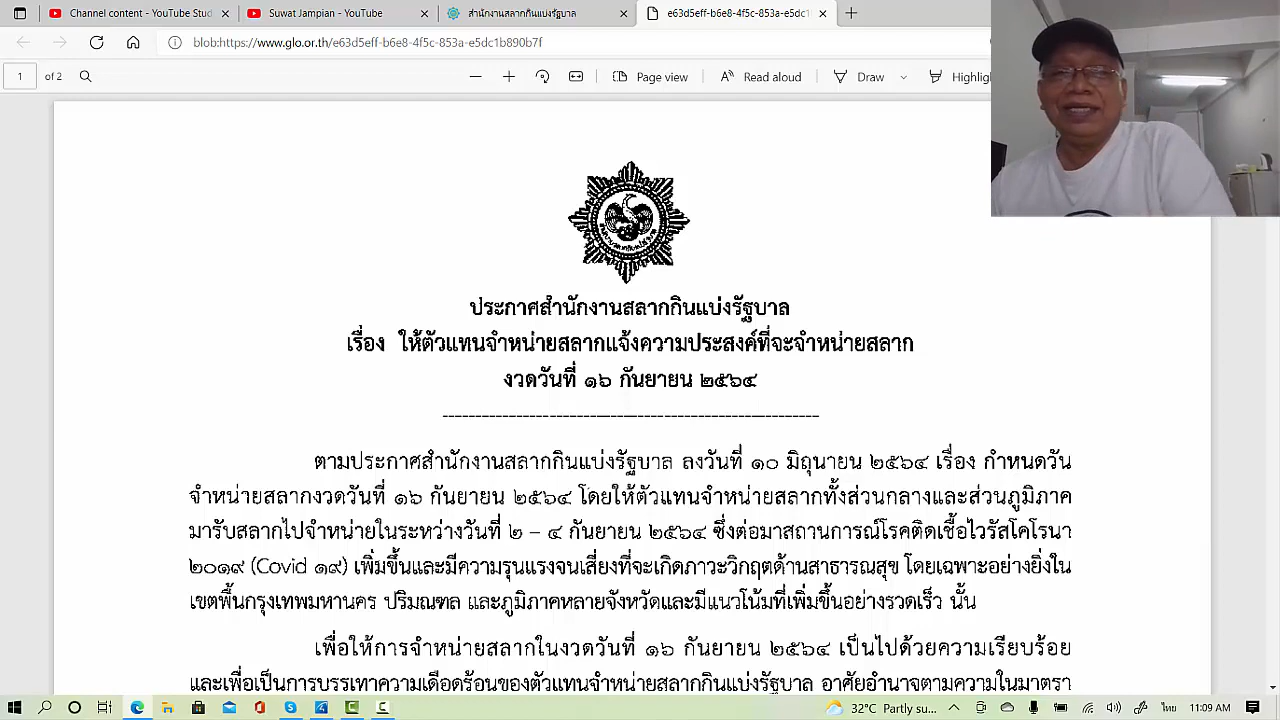 Channel content - YouTube Stud
Suwat Jampian - YouTube
สำนักงานสลากกินแบ่งรัฐบาล
e63d5eff-b6e8-4f5c-853a-e5dc1
blob:https://www.glo.or.th/e63d5eff-b6e8-4f5c-853a-e5dc1b890b7f
1 of 2 Page view Read aloud Draw Highligh
ประกาศสำนักงานสลากกินแบ่งรัฐบาล
เรื่อง ให้ตัวแทนจำหน่ายสลากแจ้งความประสงค์ที่จะจำหน่ายสลาก
งวดวันที่ ๑๖ กันยายน ๒๕๖๔
ตามประกาศสำนักงานสลากกินแบ่งรัฐบาล ลงวันที่ ๑๐ มิถุนายน ๒๕๖๔ เรื่อง กำหนดวัน
จำหน่ายสลากงวดวันที่ ๑๖ กันยายน ๒๕๖๔ โดยให้ตัวแทนจำหน่ายสลากทั้งส่วนกลางและส่วนภูมิภาค
มารับสลากไปจำหน่ายในระหว่างวันที่ ๒ – ๔ กันยายน ๒๕๖๔ ซึ่งต่อมาสถานการณ์โรคติดเชื้อไวรัสโคโรนา
๒๐๑๙ (Covid ๑๙) เพิ่มขึ้นและมีความรุนแรงจนเสี่ยงที่จะเกิดภาวะวิกฤตด้านสาธารณสุข โดยเฉพาะอย่างยิ่งใน
เขตพื้นกรุงเทพมหานคร ปริมณฑล และภูมิภาคหลายจังหวัดและมีแนวโน้มที่เพิ่มขึ้นอย่างรวดเร็ว นั้น
เพื่อให้การจำหน่ายสลากในงวดวันที่ ๑๖ กันยายน ๒๕๖๔ เป็นไปด้วยความเรียบร้อย
และเพื่อเป็นการบรรเทาความเดือดร้อนของตัวแทนจำหน่ายสลากกินแบ่งรัฐบาล อาศัยอำนาจตามความในมาตรา
32°C Partly su... ไทย 11:09 AM